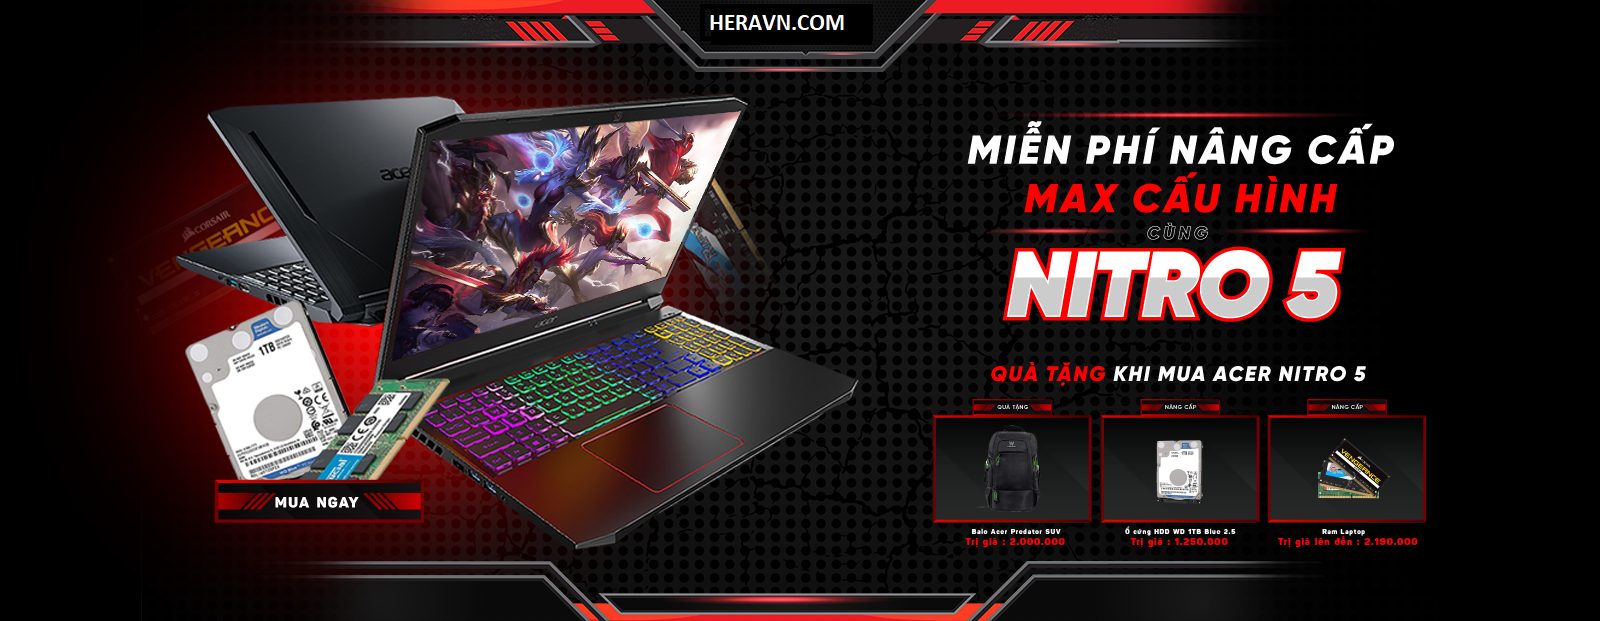 HERAVN.COM
MIỄN PHÍ NÂNG CẤP
MAX CẤU HÌNH
CÙNG
NITRO 5
QUÀ TẶNG KHI MUA ACER NITRO 5
QUÀ TẶNG
NÂNG CẤP
NÂNG CẤP
Balo Acer Predator SUV
Trị giá : 2.000.000
Ổ cứng HDD WD 1TB Blue 2.5
Trị giá : 1.250.000
Ram Laptop
Trị giá lên đến : 2.190.000
acer
CORSAIR
VENGEANCE
acer
1TB
crucial
VENGEANCE
MUA NGAY